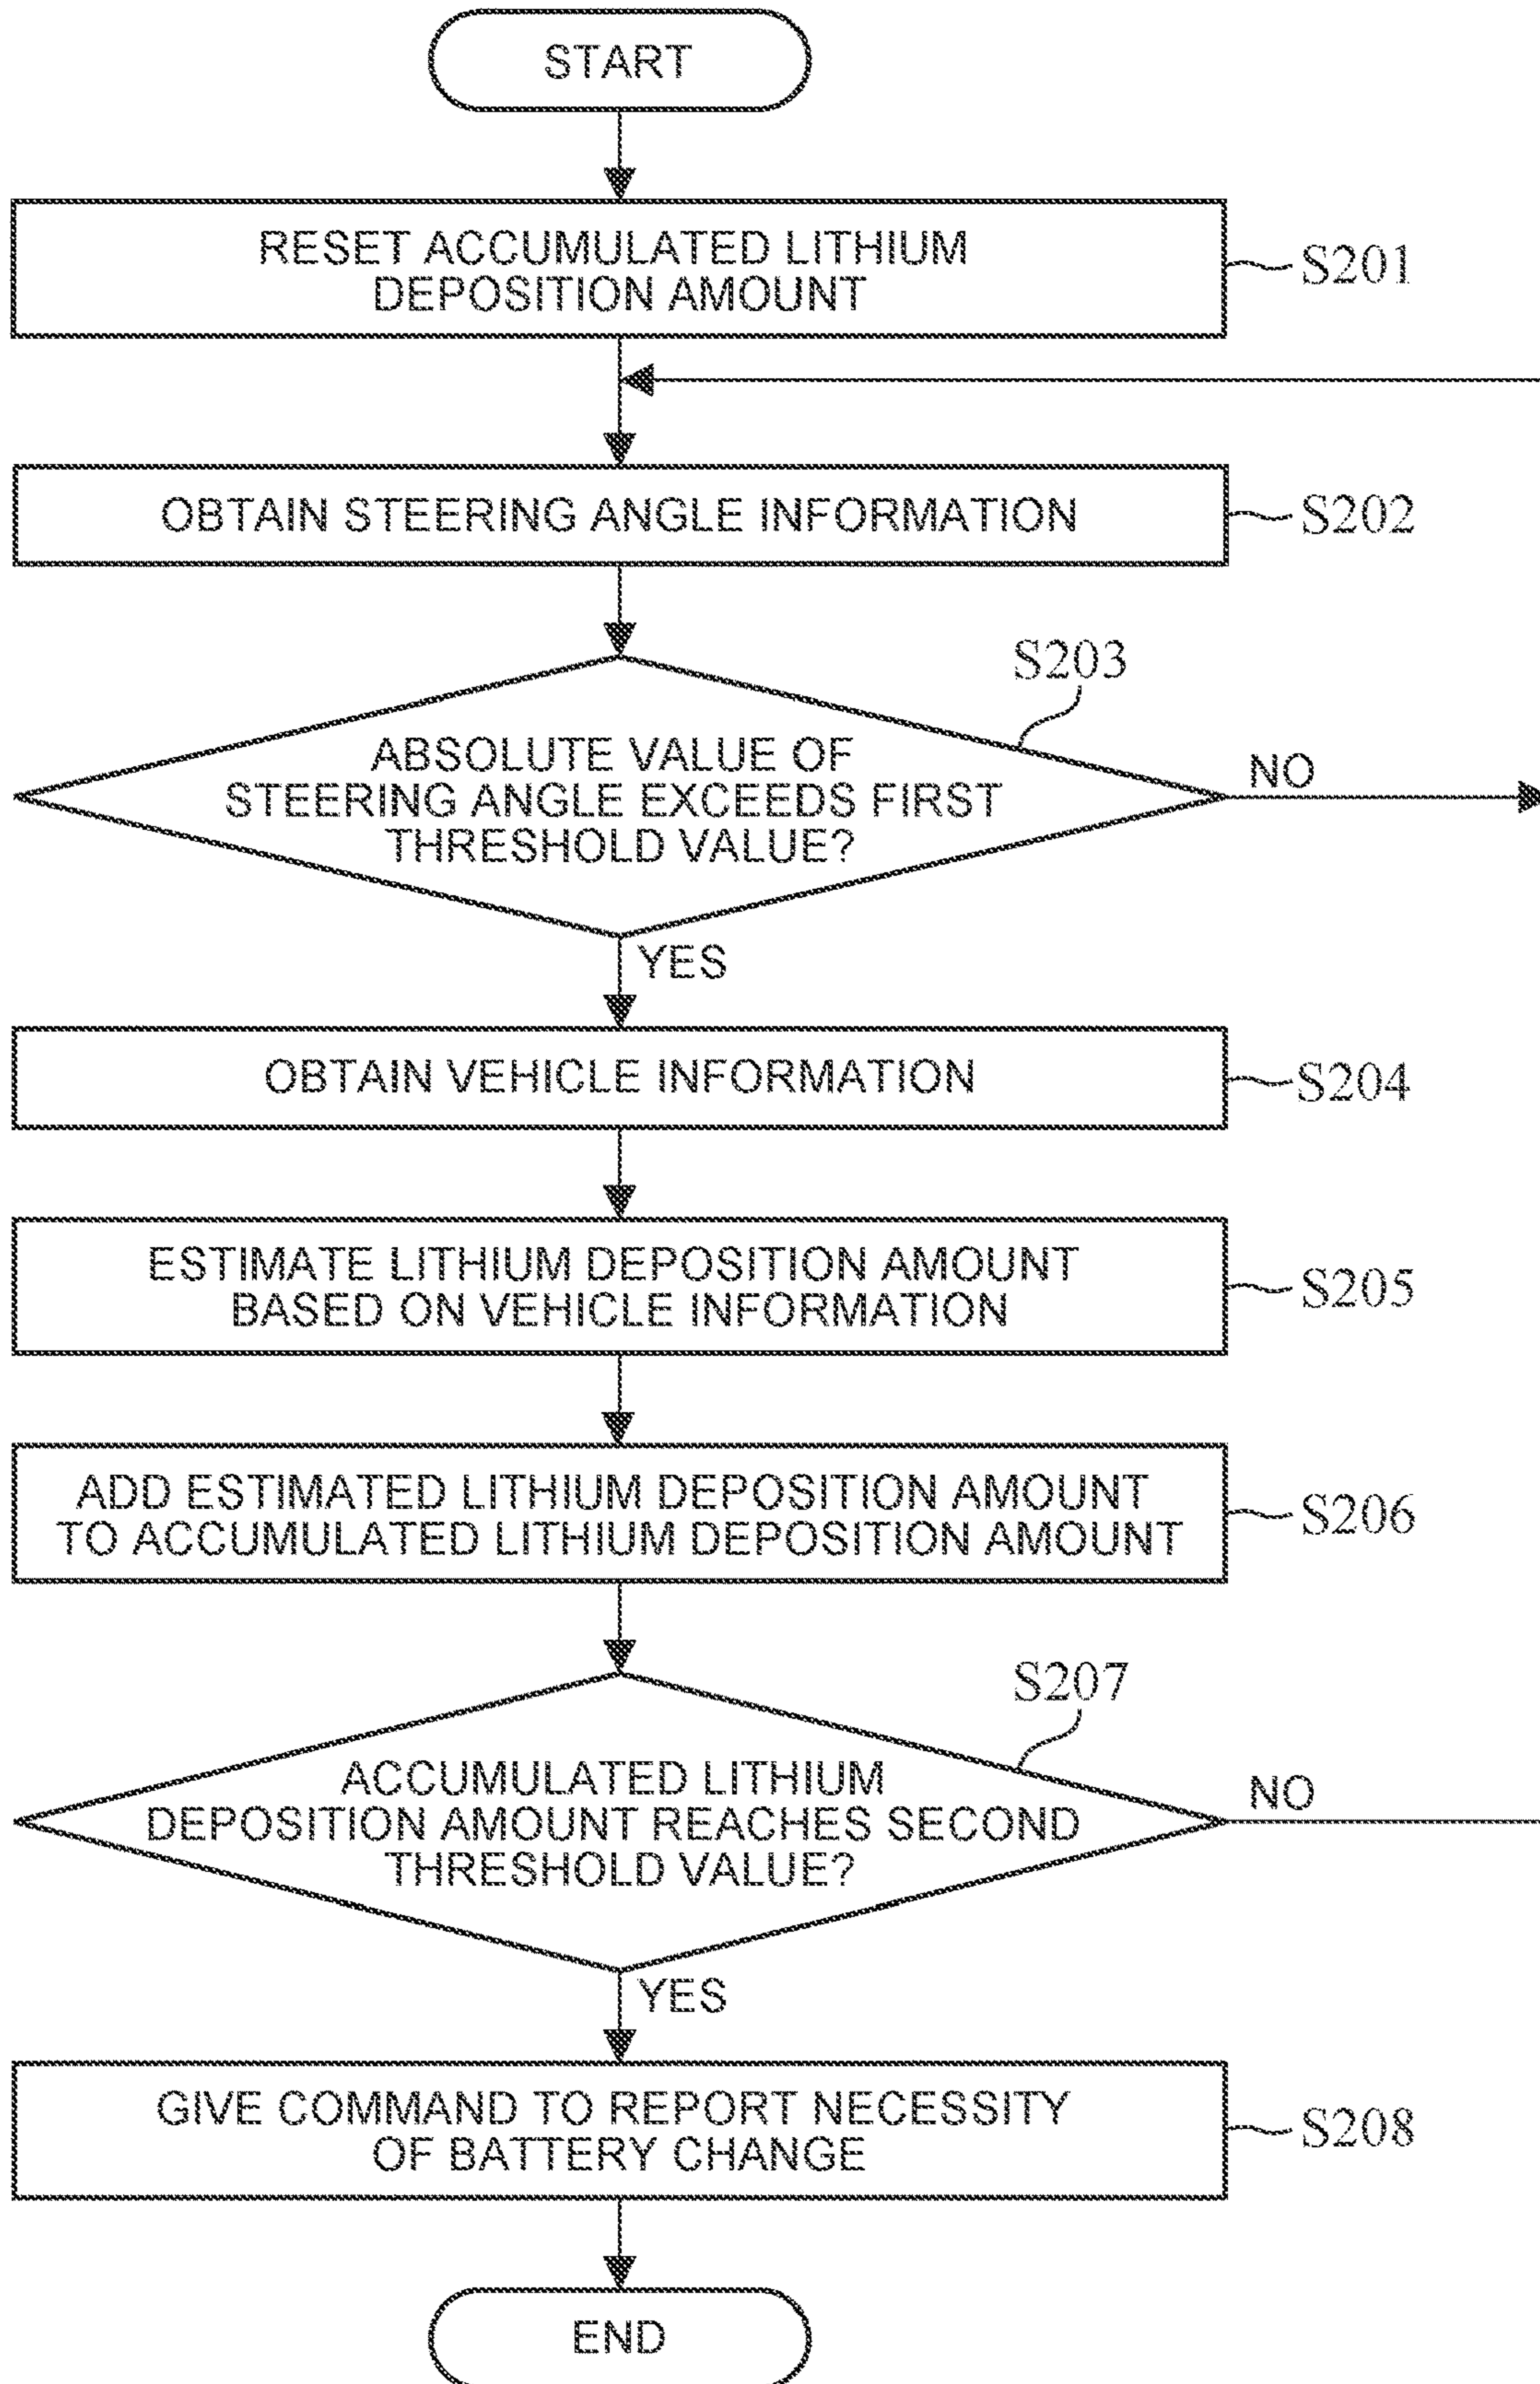 START
RESET ACCUMULATED LITHIUM
DEPOSITION AMOUNT
S201
OBTAIN STEERING ANGLE INFORMATION
S202
S203
ABSOLUTE VALUE OF
STEERING ANGLE EXCEEDS FIRST
THRESHOLD VALUE?
NO
YES
OBTAIN VEHICLE INFORMATION
S204
ESTIMATE LITHIUM DEPOSITION AMOUNT
BASED ON VEHICLE INFORMATION
S205
ADD ESTIMATED LITHIUM DEPOSITION AMOUNT
TO ACCUMULATED LITHIUM DEPOSITION AMOUNT
S206
S207
ACCUMULATED LITHIUM
DEPOSITION AMOUNT REACHES SECOND
THRESHOLD VALUE?
NO
YES
GIVE COMMAND TO REPORT NECESSITY
OF BATTERY CHANGE
S208
END